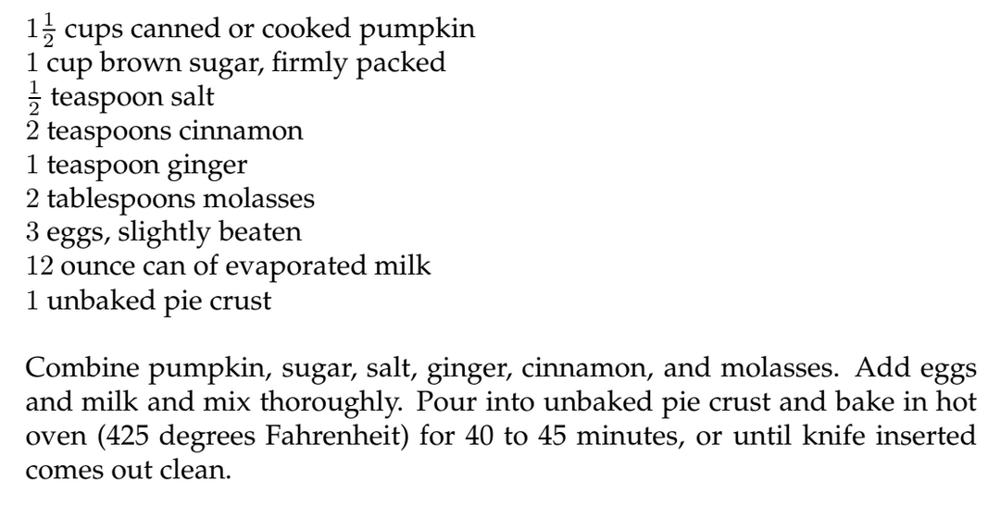 1½ cups canned or cooked pumpkin
1 cup brown sugar, firmly packed
½ teaspoon salt
2 teaspoons cinnamon
1 teaspoon ginger
2 tablespoons molasses
3 eggs, slightly beaten
12 ounce can of evaporated milk
1 unbaked pie crust
Combine pumpkin, sugar, salt, ginger, cinnamon, and molasses. Add eggs
and milk and mix thoroughly. Pour into unbaked pie crust and bake in hot
oven (425 degrees Fahrenheit) for 40 to 45 minutes, or until knife inserted
comes out clean.